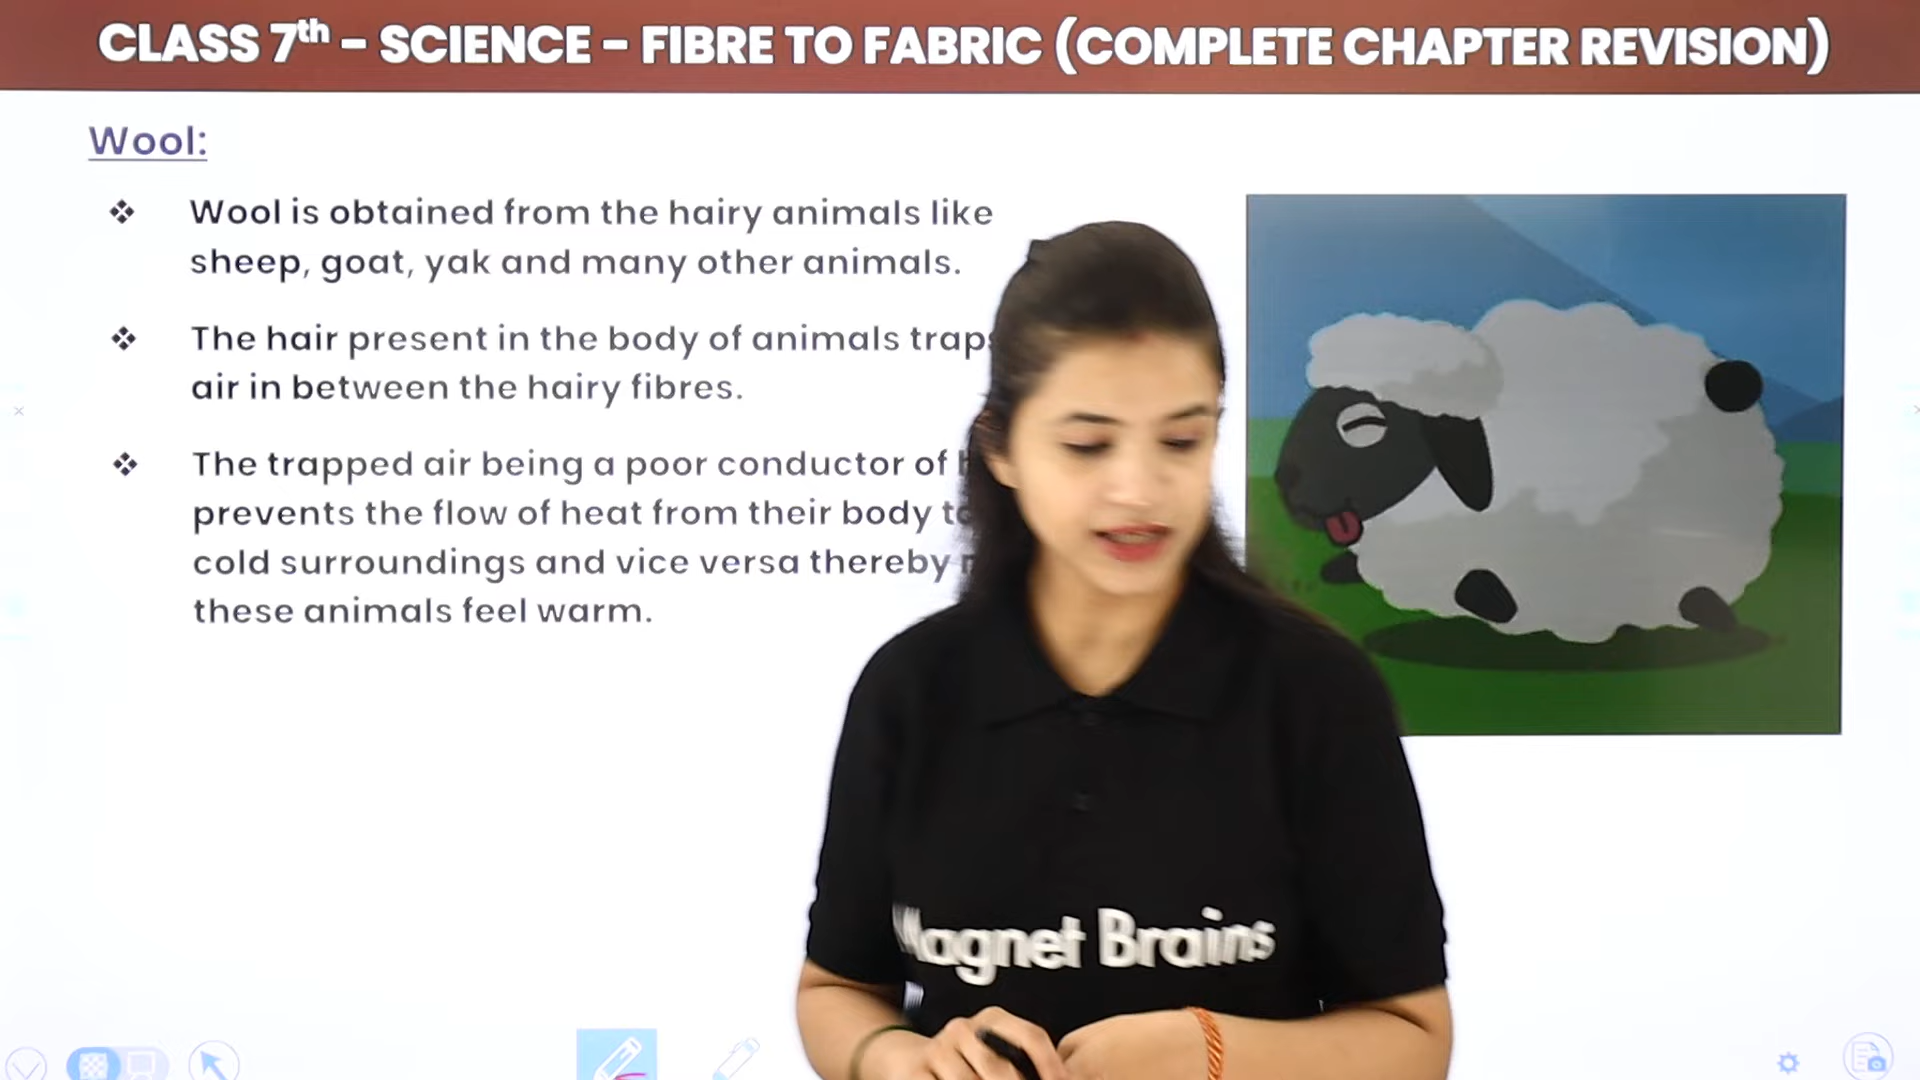 CLASS 7th - SCIENCE - FIBRE TO FABRIC (COMPLETE CHAPTER REVISION)
Wool:
❖ Wool is obtained from the hairy animals like
sheep, goat, yak and many other animals.
❖ The hair present in the body of animals
air in between the hairy fibres.
❖ The trapped air being a poor conductor of
prevents the flow of heat from their body
cold surroundings and vice versa thereby
these animals feel warm.
Magnet Brains